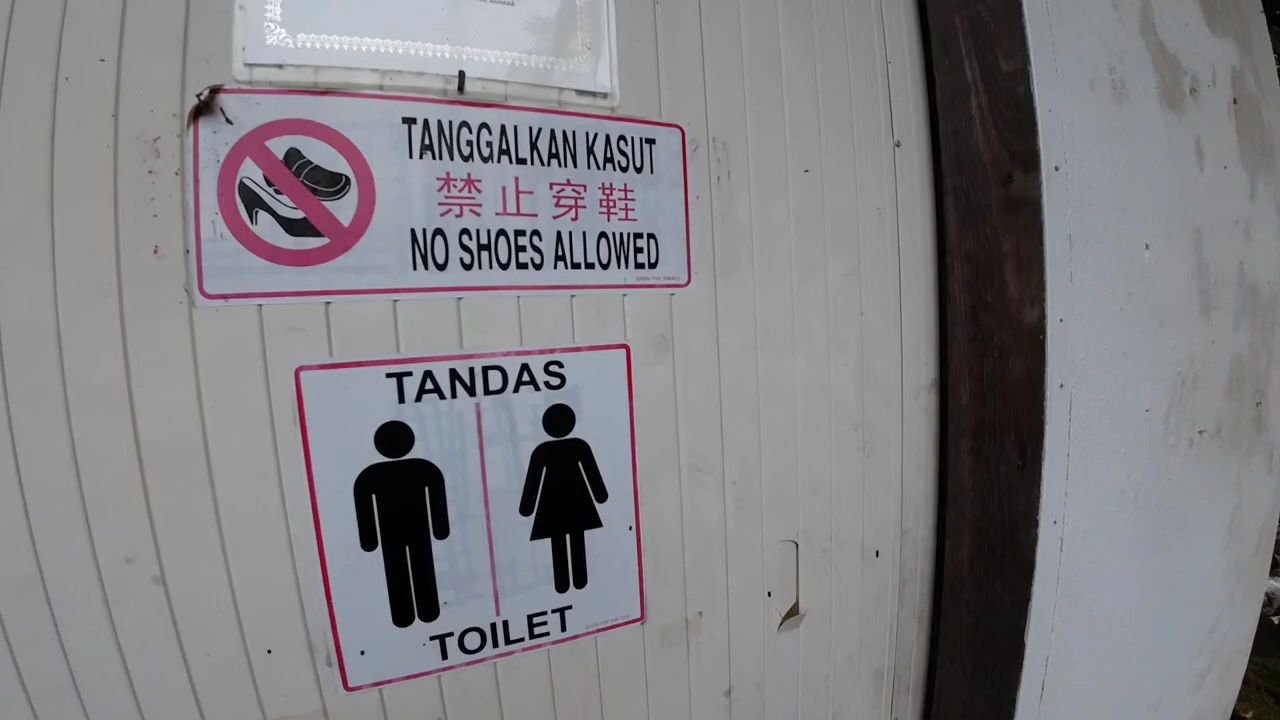 TANGGALKAN KASUT
禁止穿鞋
NO SHOES ALLOWED
TANDAS
TOILET